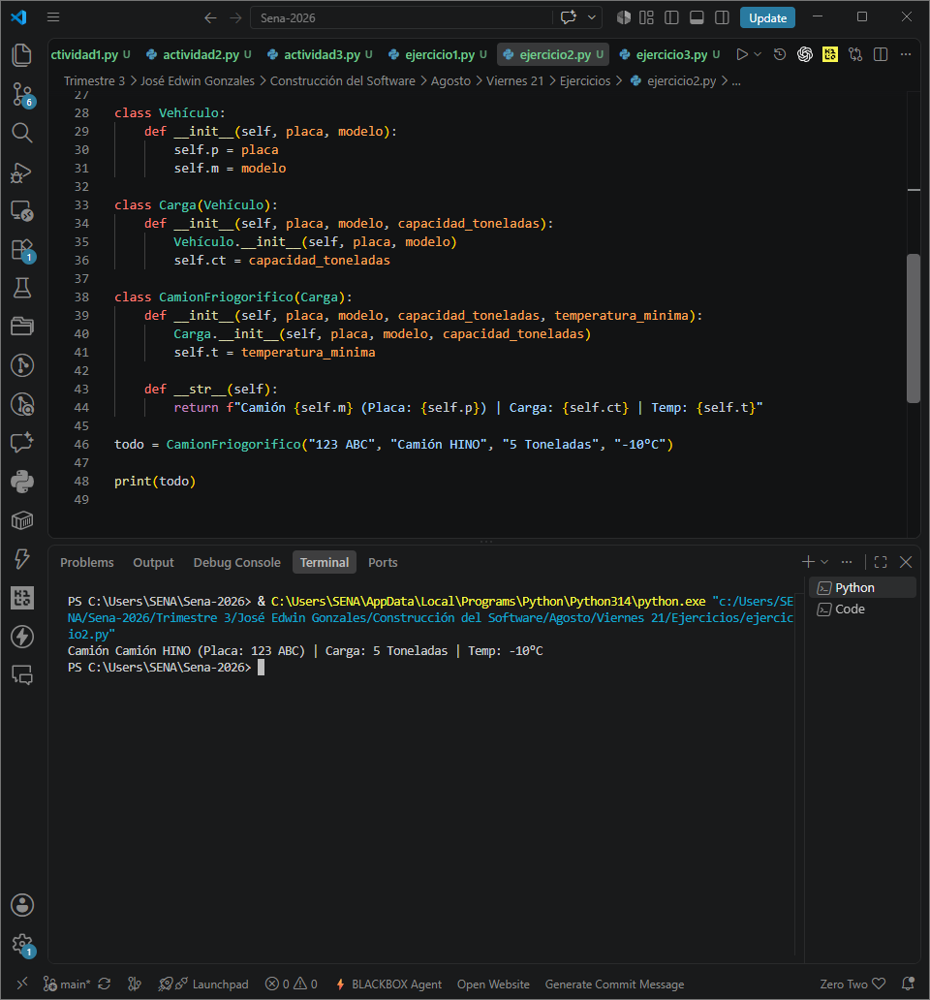 Sena-2026
Update
ctividad1.py U actividad2.py U actividad3.py U ejercicio1.py U ejercicio2.py U ejercicio3.py U
Trimestre 3 > José Edwin Gonzales > Construcción del Software > Agosto > Viernes 21 > Ejercicios > ejercicio2.py > ...
27
28 class Vehículo:
29 def __init__(self, placa, modelo):
30 self.p = placa
31 self.m = modelo
32
33 class Carga(Vehículo):
34 def __init__(self, placa, modelo, capacidad_toneladas):
35 Vehículo.__init__(self, placa, modelo)
36 self.ct = capacidad_toneladas
37
38 class CamionFriogorifico(Carga):
39 def __init__(self, placa, modelo, capacidad_toneladas, temperatura_minima):
40 Carga.__init__(self, placa, modelo, capacidad_toneladas)
41 self.t = temperatura_minima
42
43 def __str__(self):
44 return f"Camión {self.m} (Placa: {self.p}) | Carga: {self.ct} | Temp: {self.t}"
45
46 todo = CamionFriogorifico("123 ABC", "Camión HINO", "5 Toneladas", "-10ºC")
47
48 print(todo)
49
6
1
Problems Output Debug Console Terminal Ports
Python
Code
PS C:\Users\SENA\Sena-2026> & C:\Users\SENA\AppData\Local\Programs\Python\Python314\python.exe "c:/Users/SE
NA/Sena-2026/Trimestre 3/José Edwin Gonzales/Construcción del Software/Agosto/Viernes 21/Ejercicios/ejercic
io2.py"
Camión Camión HINO (Placa: 123 ABC) | Carga: 5 Toneladas | Temp: -10ºC
PS C:\Users\SENA\Sena-2026>
1
main* Launchpad 0 0 BLACKBOX Agent Open Website Generate Commit Message Zero Two